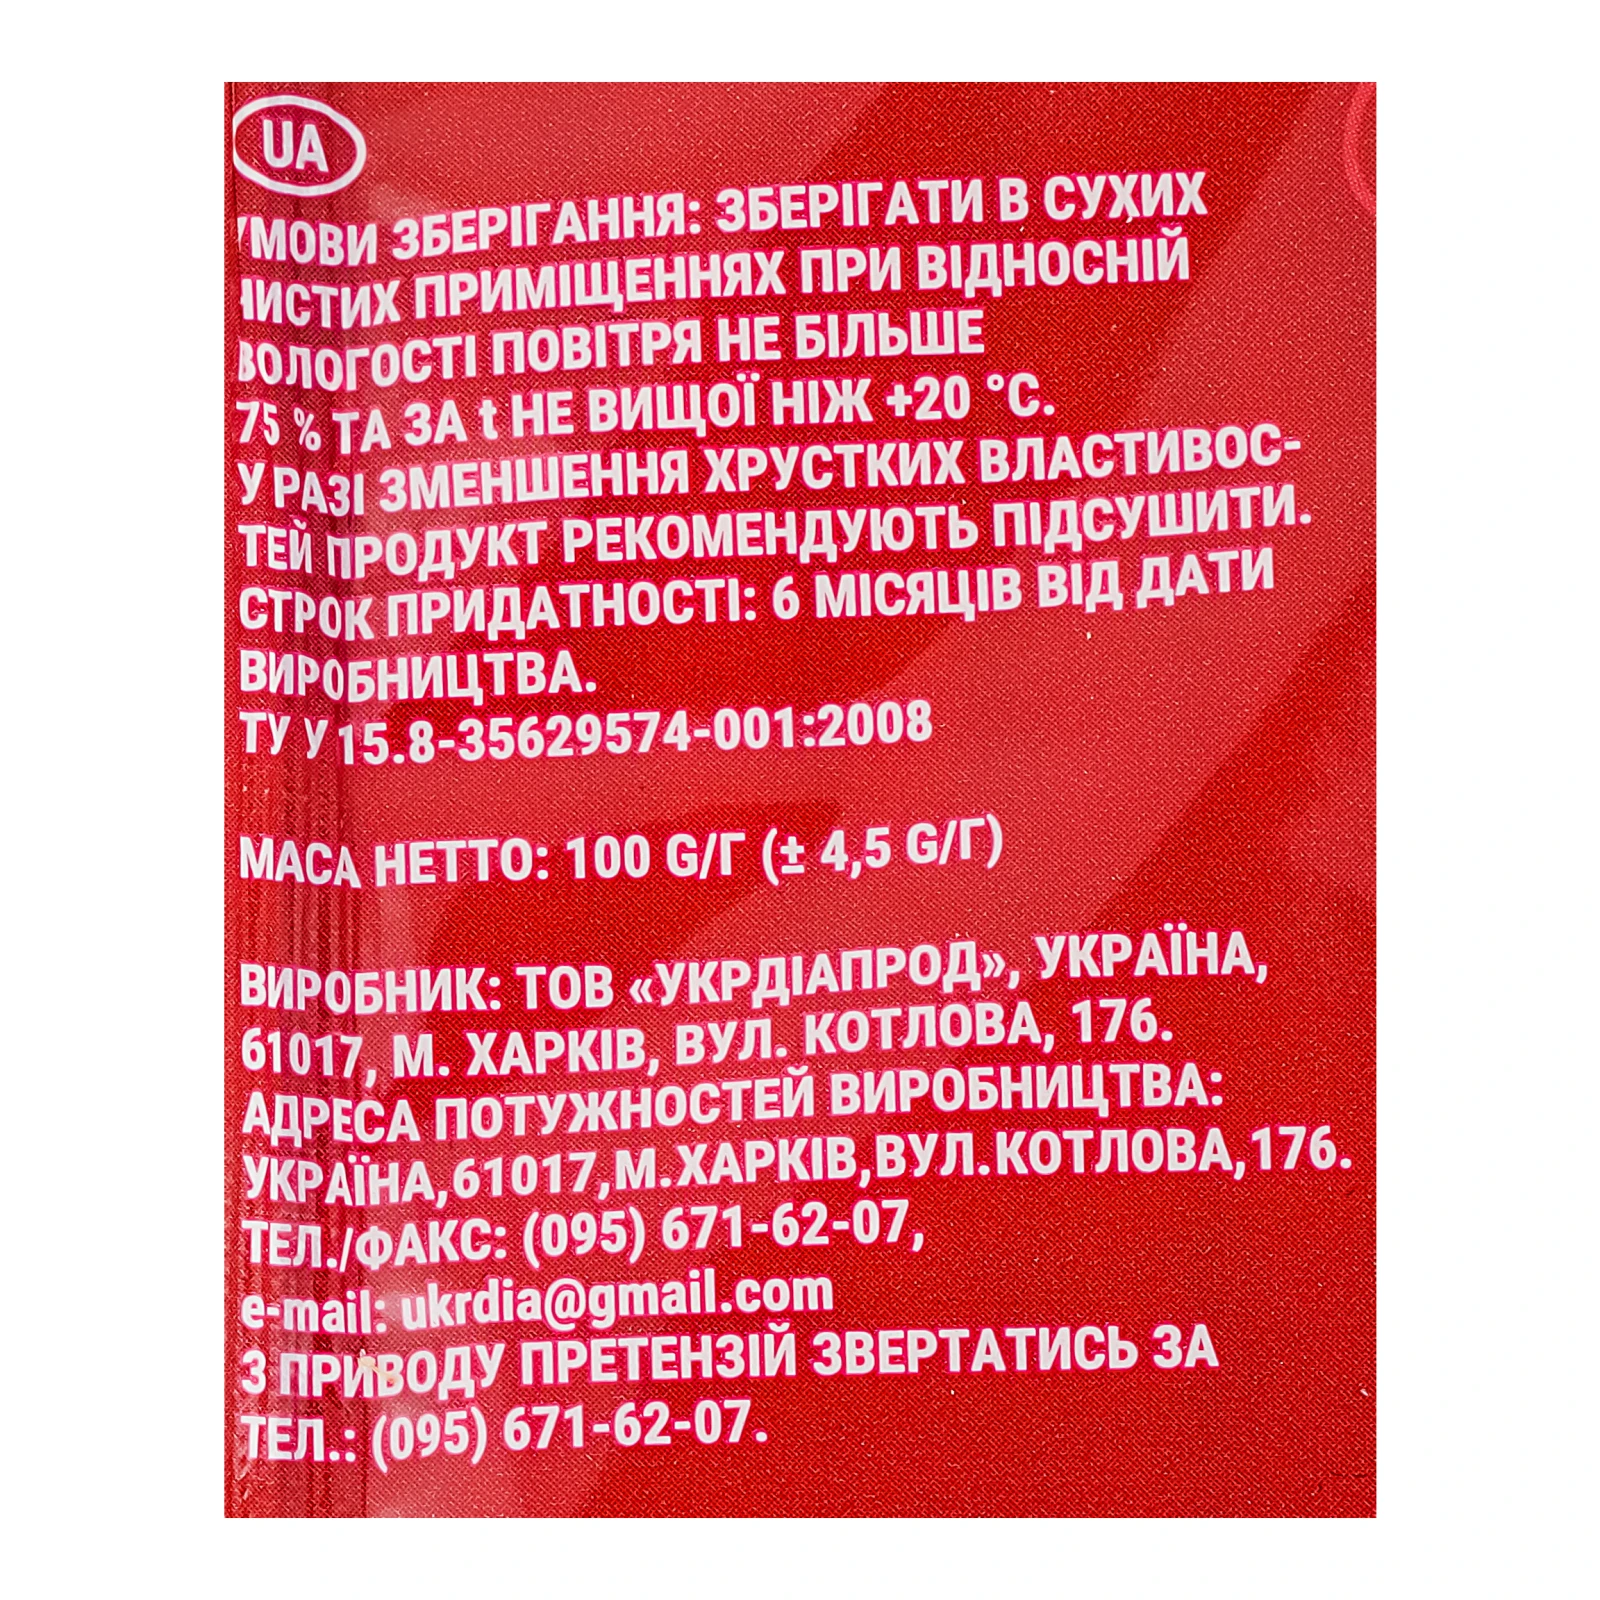 UA
УМОВИ ЗБЕРІГАННЯ: ЗБЕРІГАТИ В СУХИХ
ЧИСТИХ ПРИМІЩЕННЯХ ПРИ ВІДНОСНІЙ
ВОЛОГОСТІ ПОВІТРЯ НЕ БІЛЬШЕ
75 % ТА ЗА t НЕ ВИЩОЇ НІЖ +20 °С.
У РАЗІ ЗМЕНШЕННЯ ХРУСТКИХ ВЛАСТИВОС-
ТЕЙ ПРОДУКТ РЕКОМЕНДУЮТЬ ПІДСУШИТИ.
СТРОК ПРИДАТНОСТІ: 6 МІСЯЦІВ ВІД ДАТИ
ВИРОБНИЦТВА.
ТУ У 15.8-35629574-001:2008
МАСА НЕТТО: 100 G/Г (± 4,5 G/Г)
ВИРОБНИК: ТОВ «УКРДІАПРОД», УКРАЇНА,
61017, М. ХАРКІВ, ВУЛ. КОТЛОВА, 176.
АДРЕСА ПОТУЖНОСТЕЙ ВИРОБНИЦТВА:
УКРАЇНА,61017,М.ХАРКІВ,ВУЛ.КОТЛОВА,176.
ТЕЛ./ФАКС: (095) 671-62-07,
e-mail: ukrdia@gmail.com
З ПРИВОДУ ПРЕТЕНЗІЙ ЗВЕРТАТИСЬ ЗА
ТЕЛ.: (095) 671-62-07.